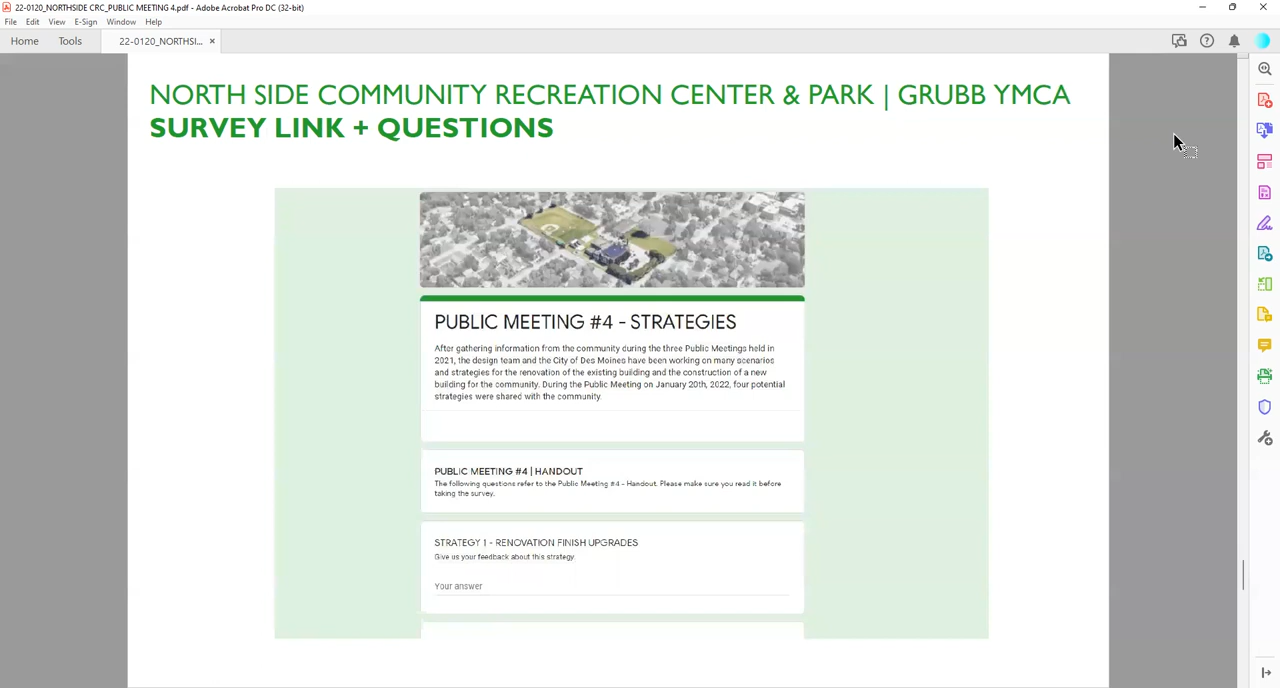 22-0120_NORTHSIDE CRC_PUBLIC MEETING 4.pdf - Adobe Acrobat Pro DC (32-bit)
File Edit View E-Sign Window Help
Home Tools 22-0120_NORTHSI... ×
NORTH SIDE COMMUNITY RECREATION CENTER & PARK | GRUBB YMCA
SURVEY LINK + QUESTIONS
PUBLIC MEETING #4 - STRATEGIES
After gathering information from the community during the three Public Meetings held in
2021, the design team and the City of Des Moines have been working on many scenarios
and strategies for the renovation of the existing building and the construction of a new
building for the community. During the Public Meeting on January 20th, 2022, four potential
strategies were shared with the community.
PUBLIC MEETING #4 | HANDOUT
The following questions refer to the Public Meeting #4 - Handout. Please make sure you read it before
taking the survey.
STRATEGY 1 - RENOVATION FINISH UPGRADES
Give us your feedback about this strategy
Your answer